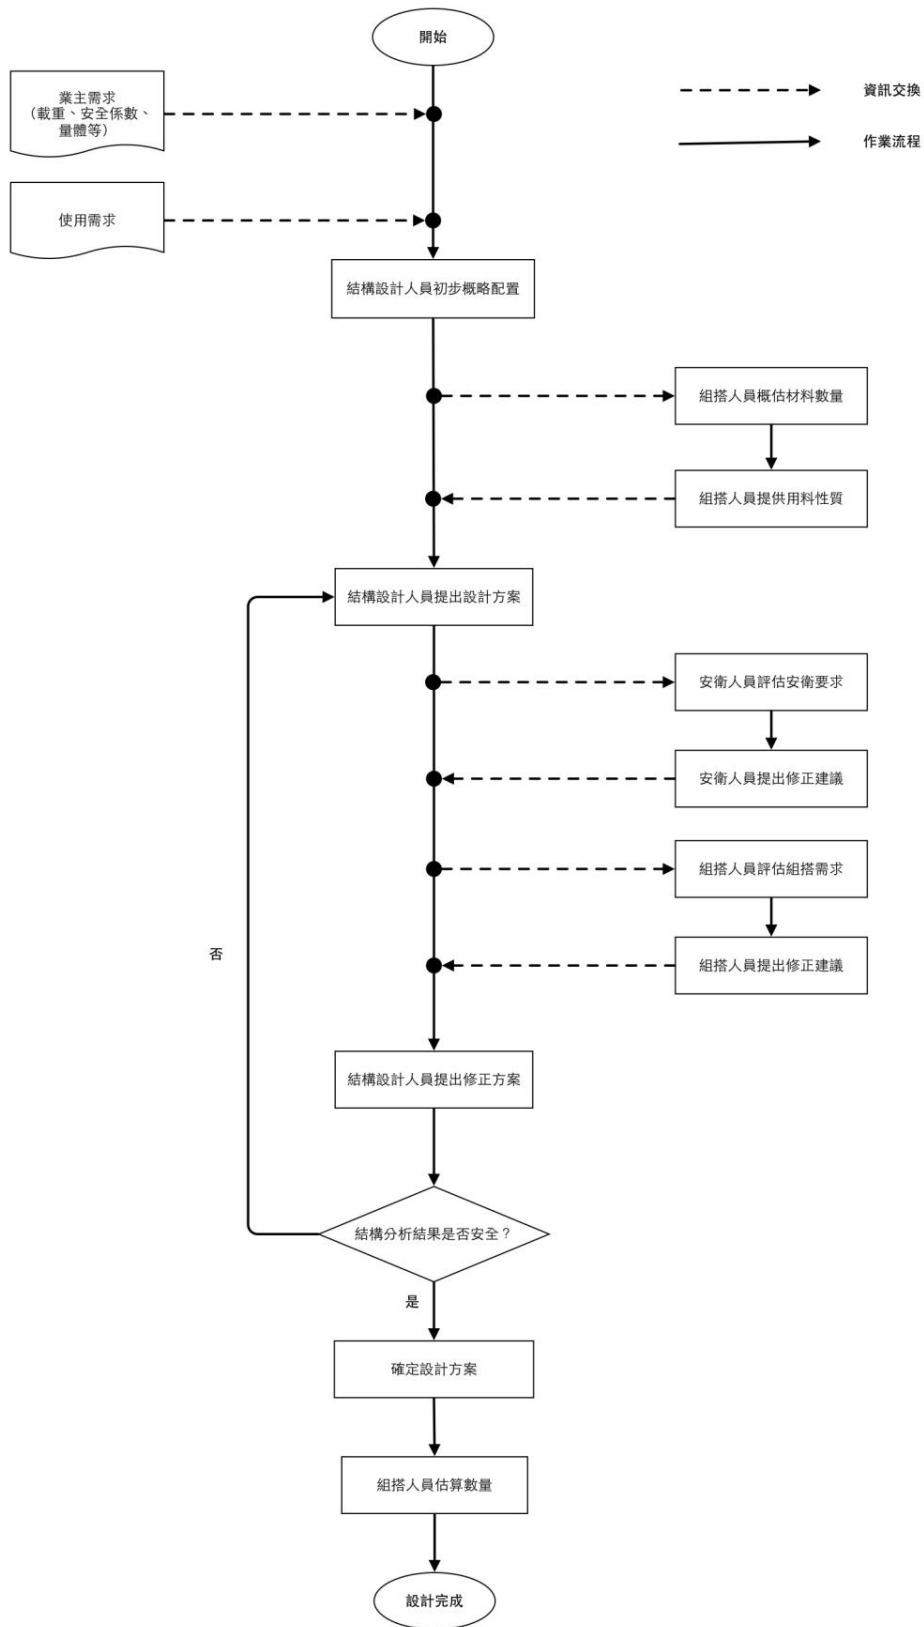 開始
業主需求
（載重、安全係數、
量體等）
資訊交換
作業流程
使用需求
結構設計人員初步概略配置
組搭人員概估材料數量
組搭人員提供用料性質
結構設計人員提出設計方案
安衛人員評估安衛要求
安衛人員提出修正建議
組搭人員評估組搭需求
組搭人員提出修正建議
否
結構設計人員提出修正方案
結構分析結果是否安全？
是
確定設計方案
組搭人員估算數量
設計完成